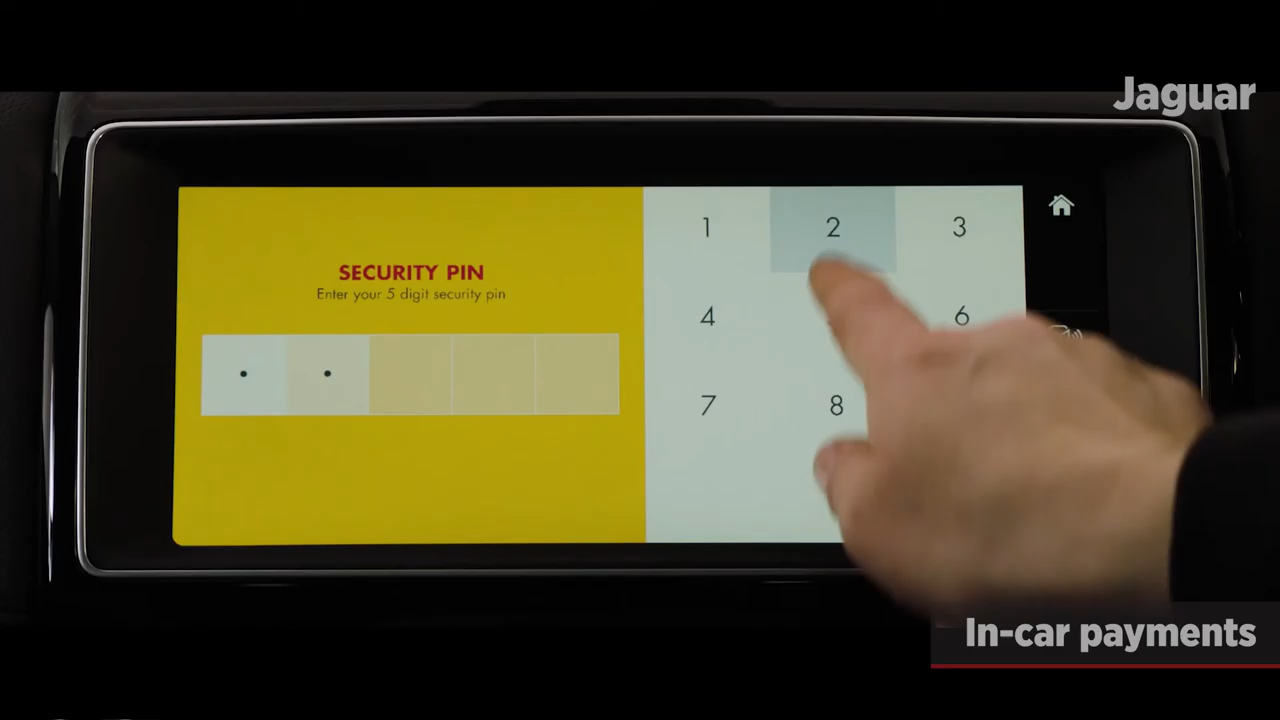 Jaguar
SECURITY PIN
Enter your 5 digit security pin
1 2 3
4 6
7 8
In-car payments